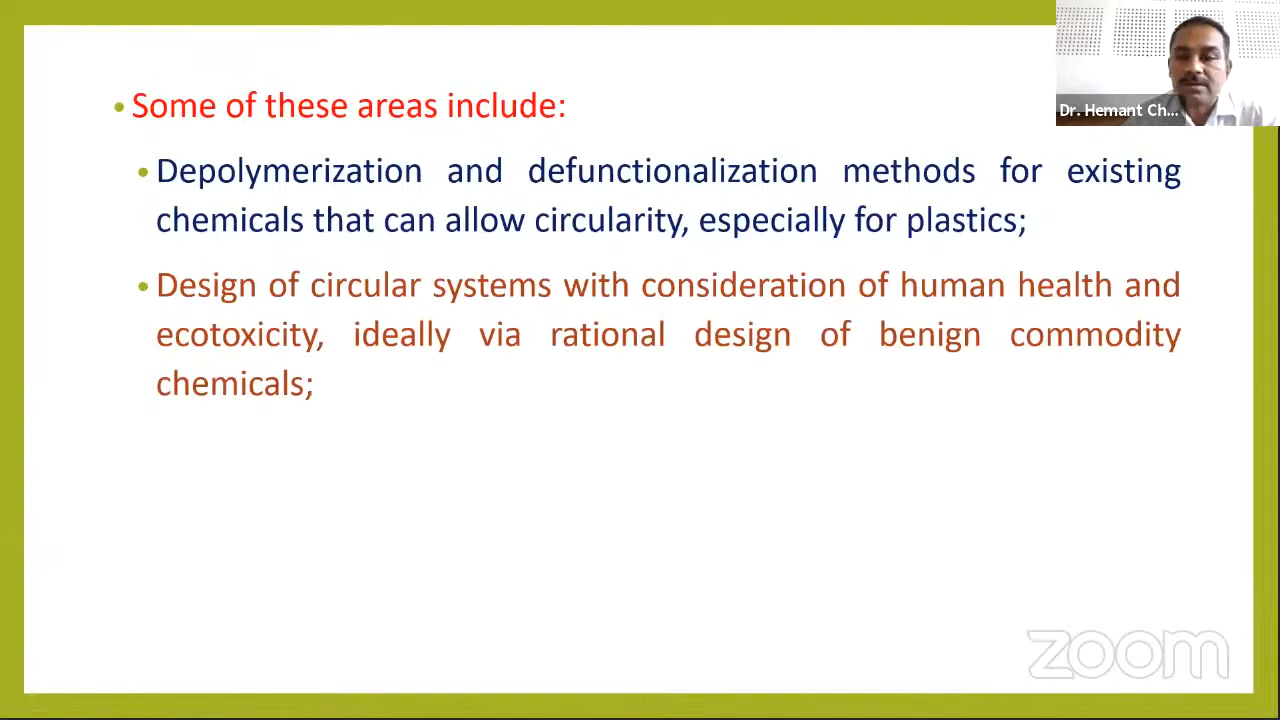 Dr. Hemant Ch...
Some of these areas include:
Depolymerization and defunctionalization methods for existing
chemicals that can allow circularity, especially for plastics;
Design of circular systems with consideration of human health and
ecotoxicity, ideally via rational design of benign commodity
chemicals;
zoom